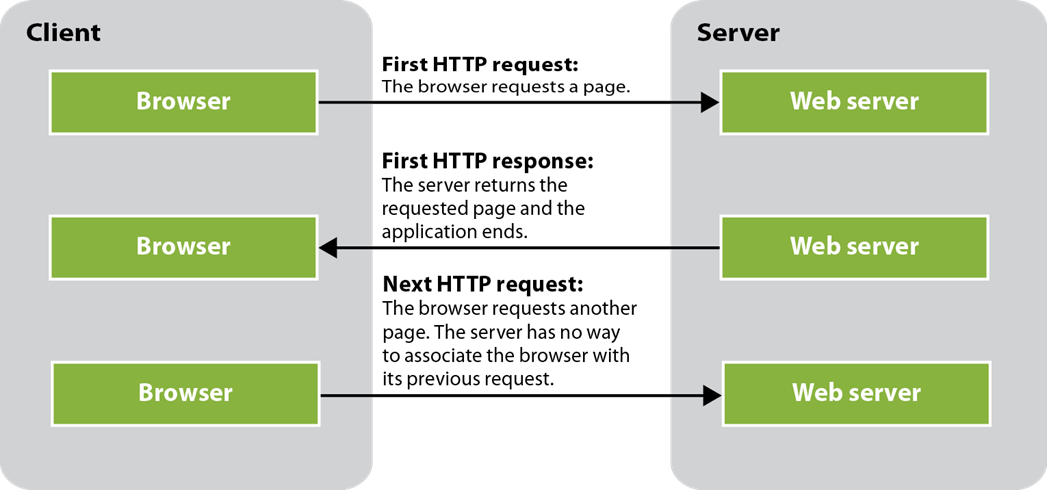 Client
Server
First HTTP request:
The browser requests a page.
Browser
Web server
First HTTP response:
The server returns the
requested page and the
application ends.
Browser
Web server
Next HTTP request:
The browser requests another
page. The server has no way
to associate the browser with
its previous request.
Browser
Web server